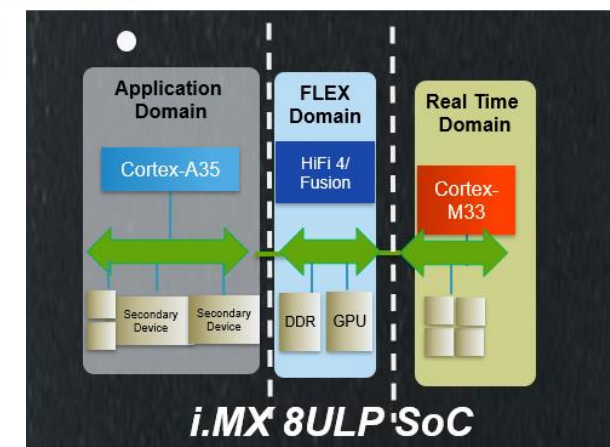 Application
Domain
Cortex-A35
Secondary
Device
Secondary
Device
FLEX
Domain
HiFi 4/
Fusion
DDR
GPU
Real Time
Domain
Cortex-
M33
i.MX 8ULP SoC